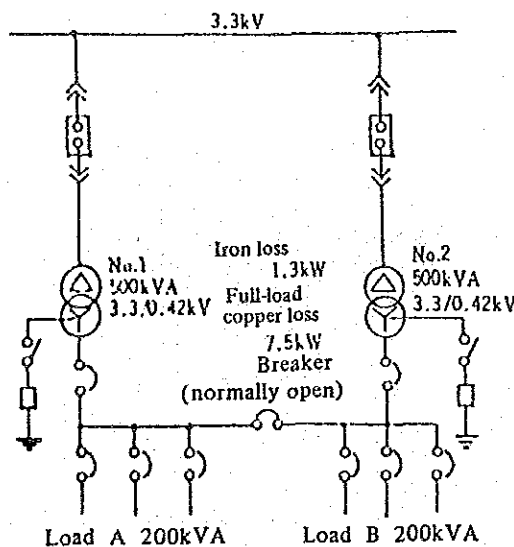 3.3kV
No.1
500kVA
3.3/0.42kV
Iron loss
1.3kW
Full-load
copper loss
7.5kW
Breaker
(normally open)
No.2
500kVA
3.3/0.42kV
Load A 200kVA
Load B 200kVA